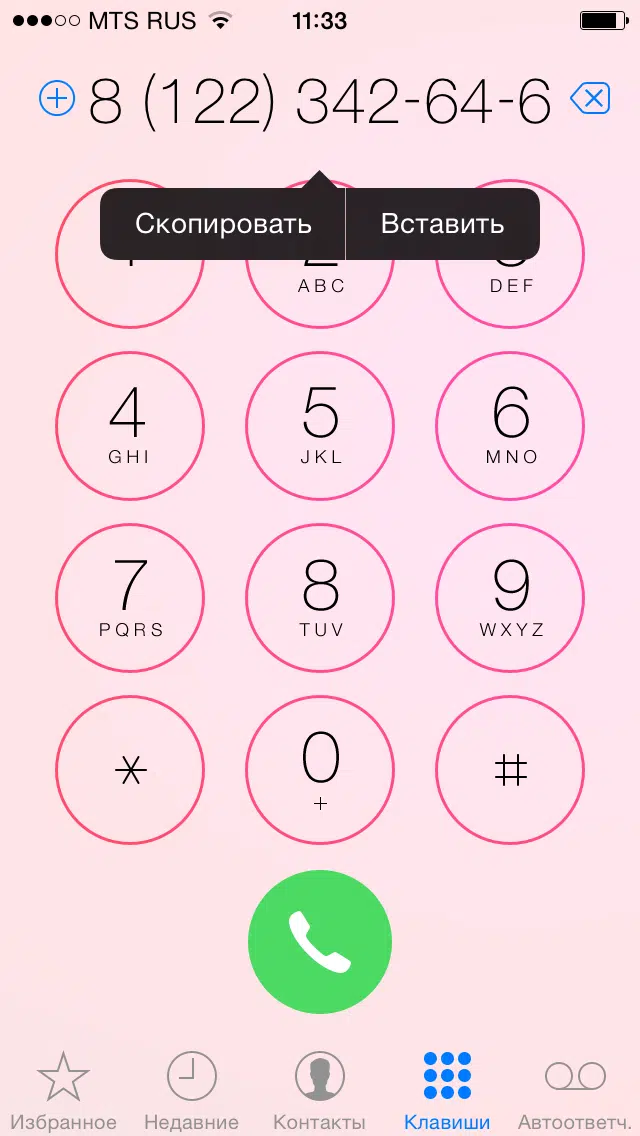 MTS RUS 11:33
8 (122) 342-64-6
Скопировать Вставить
ABC DEF
4 5 6
GHI JKL MNO
7 8 9
PQRS TUV WXYZ
* 0 #
+
Избранное Недавние Контакты Клавиши Автоответч.